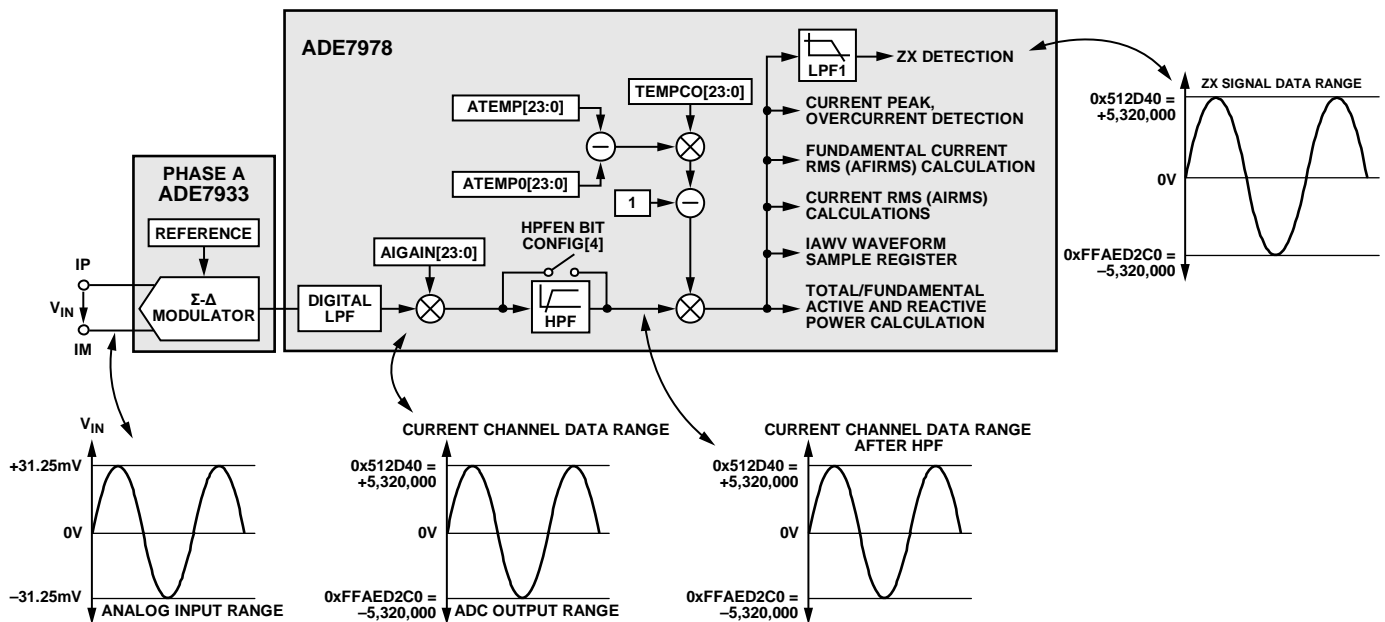 ADE7978
LPF1
ZX DETECTION
TEMPCO[23:0]
ATEMP[23:0]
CURRENT PEAK,
OVERCURRENT DETECTION
ZX SIGNAL DATA RANGE
0x512D40 =
+5,320,000
0V
0xFFAED2C0 =
–5,320,000
–
×
FUNDAMENTAL CURRENT
RMS (AFIRMS) CALCULATION
ATEMP0[23:0]
PHASE A
ADE7933
1
–
CURRENT RMS (AIRMS)
CALCULATIONS
REFERENCE
HPFEN BIT
CONFIG[4]
AIGAIN[23:0]
IAWV WAVEFORM
SAMPLE REGISTER
IP
VIN
IM
Σ-Δ
MODULATOR
DIGITAL
LPF
×
HPF
×
TOTAL/FUNDAMENTAL
ACTIVE AND REACTIVE
POWER CALCULATION
VIN
+31.25mV
0V
–31.25mV
ANALOG INPUT RANGE
CURRENT CHANNEL DATA RANGE
0x512D40 =
+5,320,000
0V
0xFFAED2C0 =
–5,320,000
ADC OUTPUT RANGE
CURRENT CHANNEL DATA RANGE
AFTER HPF
0x512D40 =
+5,320,000
0V
0xFFAED2C0 =
–5,320,000